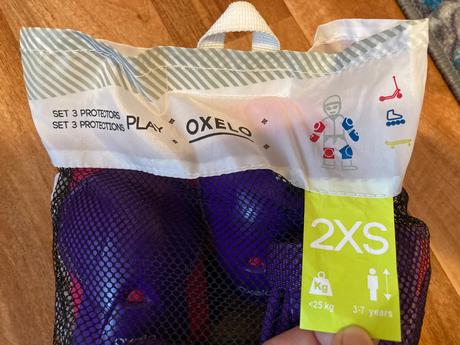 SET 3 PROTECTORS
SET 3 PROTECTIONS
PLAY
OXELO
2XS
Kg
<25 kg
3-7 years